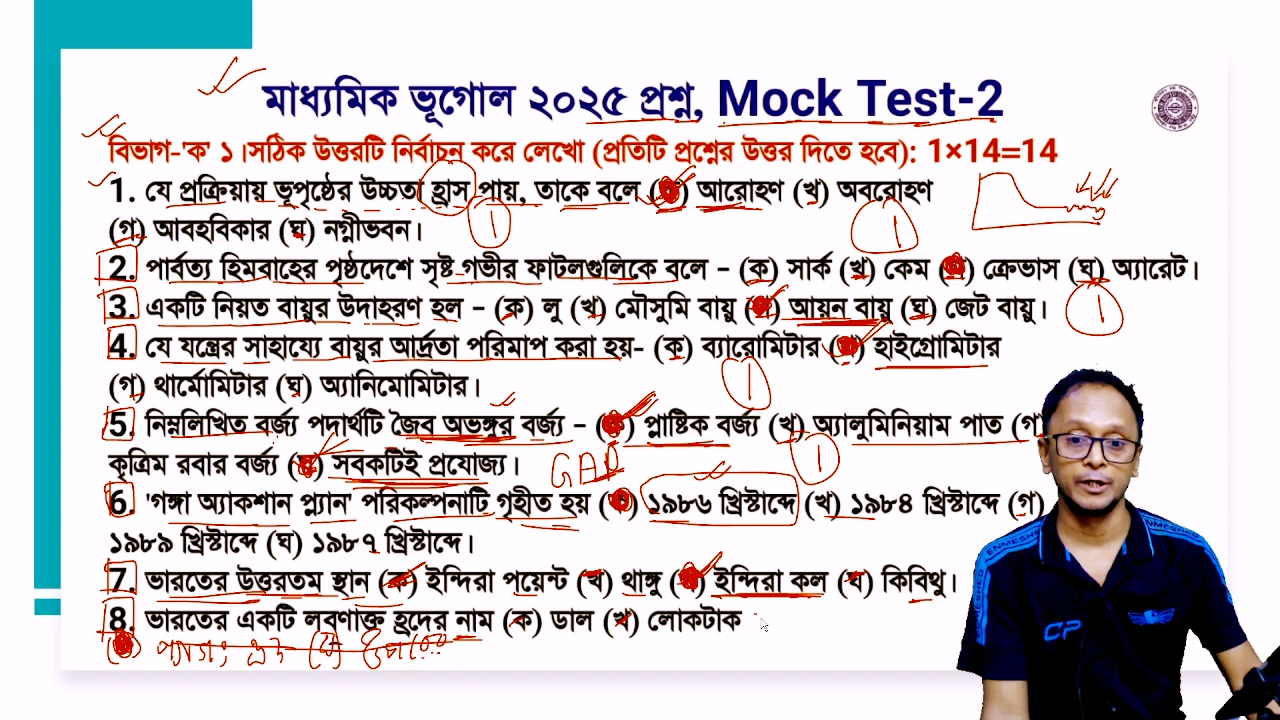 মাধ্যমিক ভূগোল ২০২৫ প্রশ্ন, Mock Test-2
বিভাগ-'ক' ১।সঠিক উত্তরটি নির্বাচন করে লেখো (প্রতিটি প্রশ্নের উত্তর দিতে হবে): 1×14=14
1. যে প্রক্রিয়ায় ভূপৃষ্ঠের উচ্চতা হ্রাস পায়, তাকে বলে (ক) আরোহণ (খ) অবরোহণ
(গ) আবহবিকার (ঘ) নগ্নীভবন।
2. পার্বত্য হিমবাহের পৃষ্ঠদেশে সৃষ্ট গভীর ফাটলগুলিকে বলে – (ক) সার্ক (খ) কেম (গ) ক্রেভাস (ঘ) অ্যারেট।
3. একটি নিয়ত বায়ুর উদাহরণ হল – (ক) লু (খ) মৌসুমি বায়ু (গ) আয়ন বায়ু (ঘ) জেট বায়ু।
4. যে যন্ত্রের সাহায্যে বায়ুর আর্দ্রতা পরিমাপ করা হয়- (ক) ব্যারোমিটার (খ) হাইগ্রোমিটার
(গ) থার্মোমিটার (ঘ) অ্যানিমোমিটার।
5. নিম্নলিখিত বর্জ্য পদার্থটি জৈব অভঙ্গুর বর্জ্য – (ক) প্লাষ্টিক বর্জ্য (খ) অ্যালুমিনিয়াম পাত (গ)
কৃত্রিম রবার বর্জ্য (ঘ) সবকটিই প্রযোজ্য।
GAP
6. 'গঙ্গা অ্যাকশান প্ল্যান' পরিকল্পনাটি গৃহীত হয় (ক) ১৯৮৬ খ্রিস্টাব্দে (খ) ১৯৮৪ খ্রিস্টাব্দে (গ)
১৯৮৯ খ্রিস্টাব্দে (ঘ) ১৯৮৭ খ্রিস্টাব্দে।
7. ভারতের উত্তরতম স্থান (ক) ইন্দিরা পয়েন্ট (খ) থাঙ্গু (গ) ইন্দিরা কল (ঘ) কিবিথু।
8. ভারতের একটি লবণাক্ত হ্রদের নাম (ক) ডাল (খ) লোকটাক
ENMESHED
CP